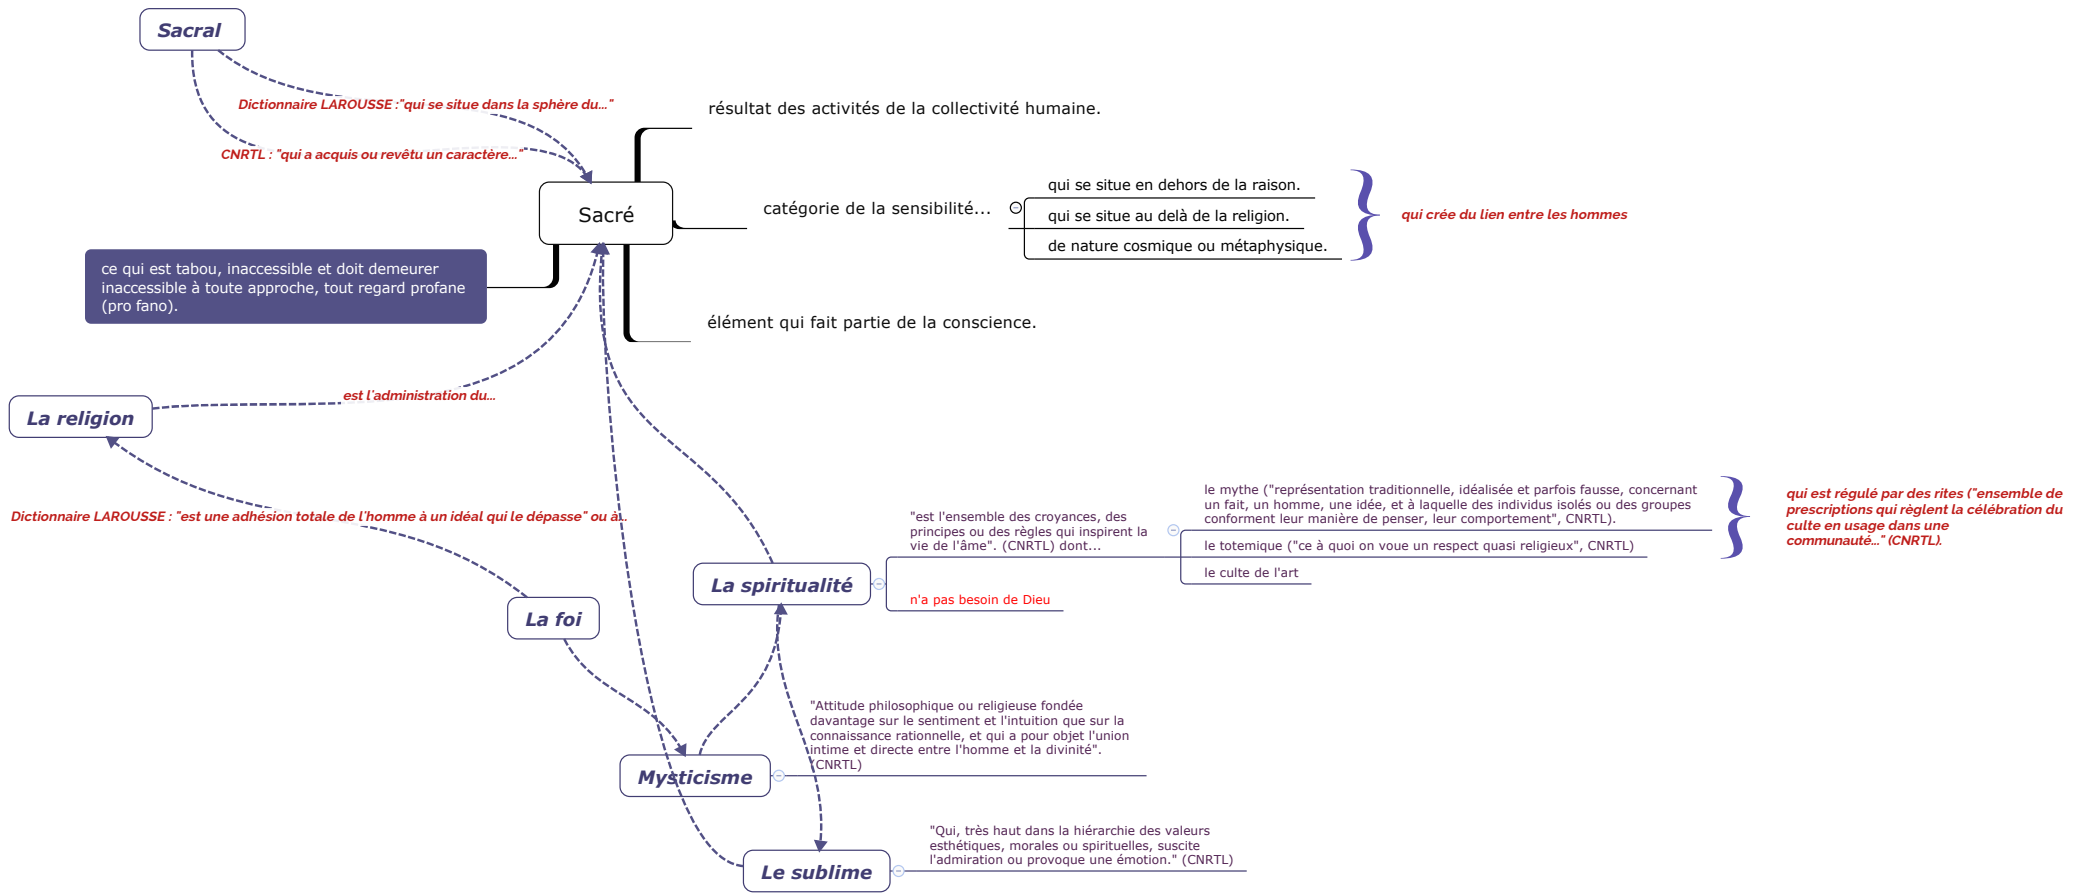 Sacral
Dictionnaire LAROUSSE :"qui se situe dans la sphère du..."
CNRTL : "qui a acquis ou revêtu un caractère..."
résultat des activités de la collectivité humaine.
Sacré
catégorie de la sensibilité...
qui se situe en dehors de la raison.
qui se situe au delà de la religion.
de nature cosmique ou métaphysique.
qui crée du lien entre les hommes
ce qui est tabou, inaccessible et doit demeurer
inaccessible à toute approche, tout regard profane
(pro fano).
élément qui fait partie de la conscience.
est l'administration du...
La religion
Dictionnaire LAROUSSE : "est une adhésion totale de l'homme à un idéal qui le dépasse" ou à...
La foi
La spiritualité
"est l'ensemble des croyances, des
principes ou des règles qui inspirent la
vie de l'âme". (CNRTL) dont...
le mythe ("représentation traditionnelle, idéalisée et parfois fausse, concernant
un fait, un homme, une idée, et à laquelle des individus isolés ou des groupes
conforment leur manière de penser, leur comportement", CNRTL).
le totemique ("ce à quoi on voue un respect quasi religieux", CNRTL)
le culte de l'art
qui est régulé par des rites ("ensemble de
prescriptions qui règlent la célébration du
culte en usage dans une
communauté..." (CNRTL).
n'a pas besoin de Dieu
Mysticisme
"Attitude philosophique ou religieuse fondée
davantage sur le sentiment et l'intuition que sur la
connaissance rationnelle, et qui a pour objet l'union
intime et directe entre l'homme et la divinité".
(CNRTL)
Le sublime
"Qui, très haut dans la hiérarchie des valeurs
esthétiques, morales ou spirituelles, suscite
l'admiration ou provoque une émotion." (CNRTL)